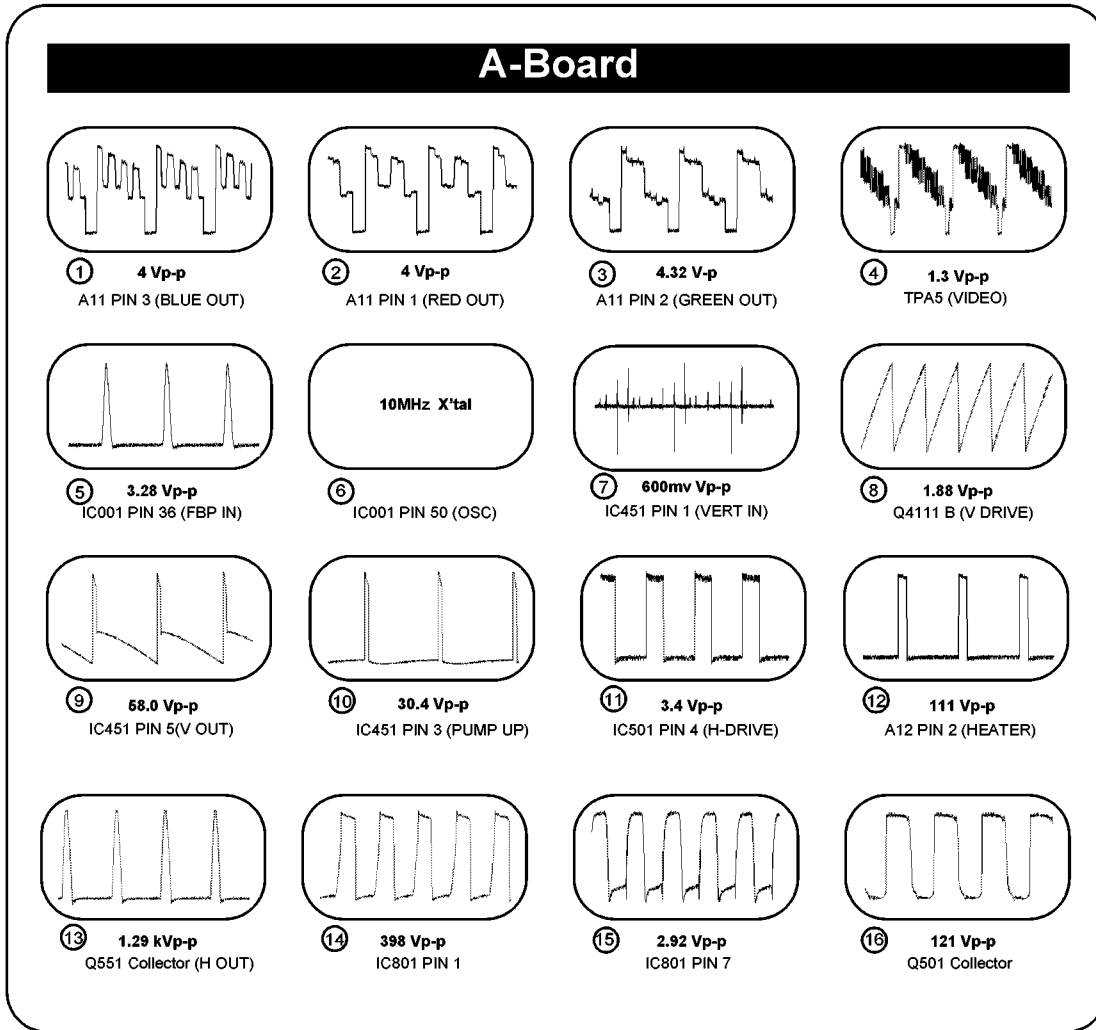 A-Board
1 4 Vp-p
A11 PIN 3 (BLUE OUT)
2 4 Vp-p
A11 PIN 1 (RED OUT)
3 4.32 V-p
A11 PIN 2 (GREEN OUT)
4 1.3 Vp-p
TPA5 (VIDEO)
5 3.28 Vp-p
IC001 PIN 36 (FBP IN)
10MHz X'tal
6
IC001 PIN 50 (OSC)
7 600mv Vp-p
IC451 PIN 1 (VERT IN)
8 1.88 Vp-p
Q4111 B (V DRIVE)
9 58.0 Vp-p
IC451 PIN 5(V OUT)
10 30.4 Vp-p
IC451 PIN 3 (PUMP UP)
11 3.4 Vp-p
IC501 PIN 4 (H-DRIVE)
12 111 Vp-p
A12 PIN 2 (HEATER)
13 1.29 kVp-p
Q551 Collector (H OUT)
14 398 Vp-p
IC801 PIN 1
15 2.92 Vp-p
IC801 PIN 7
16 121 Vp-p
Q501 Collector